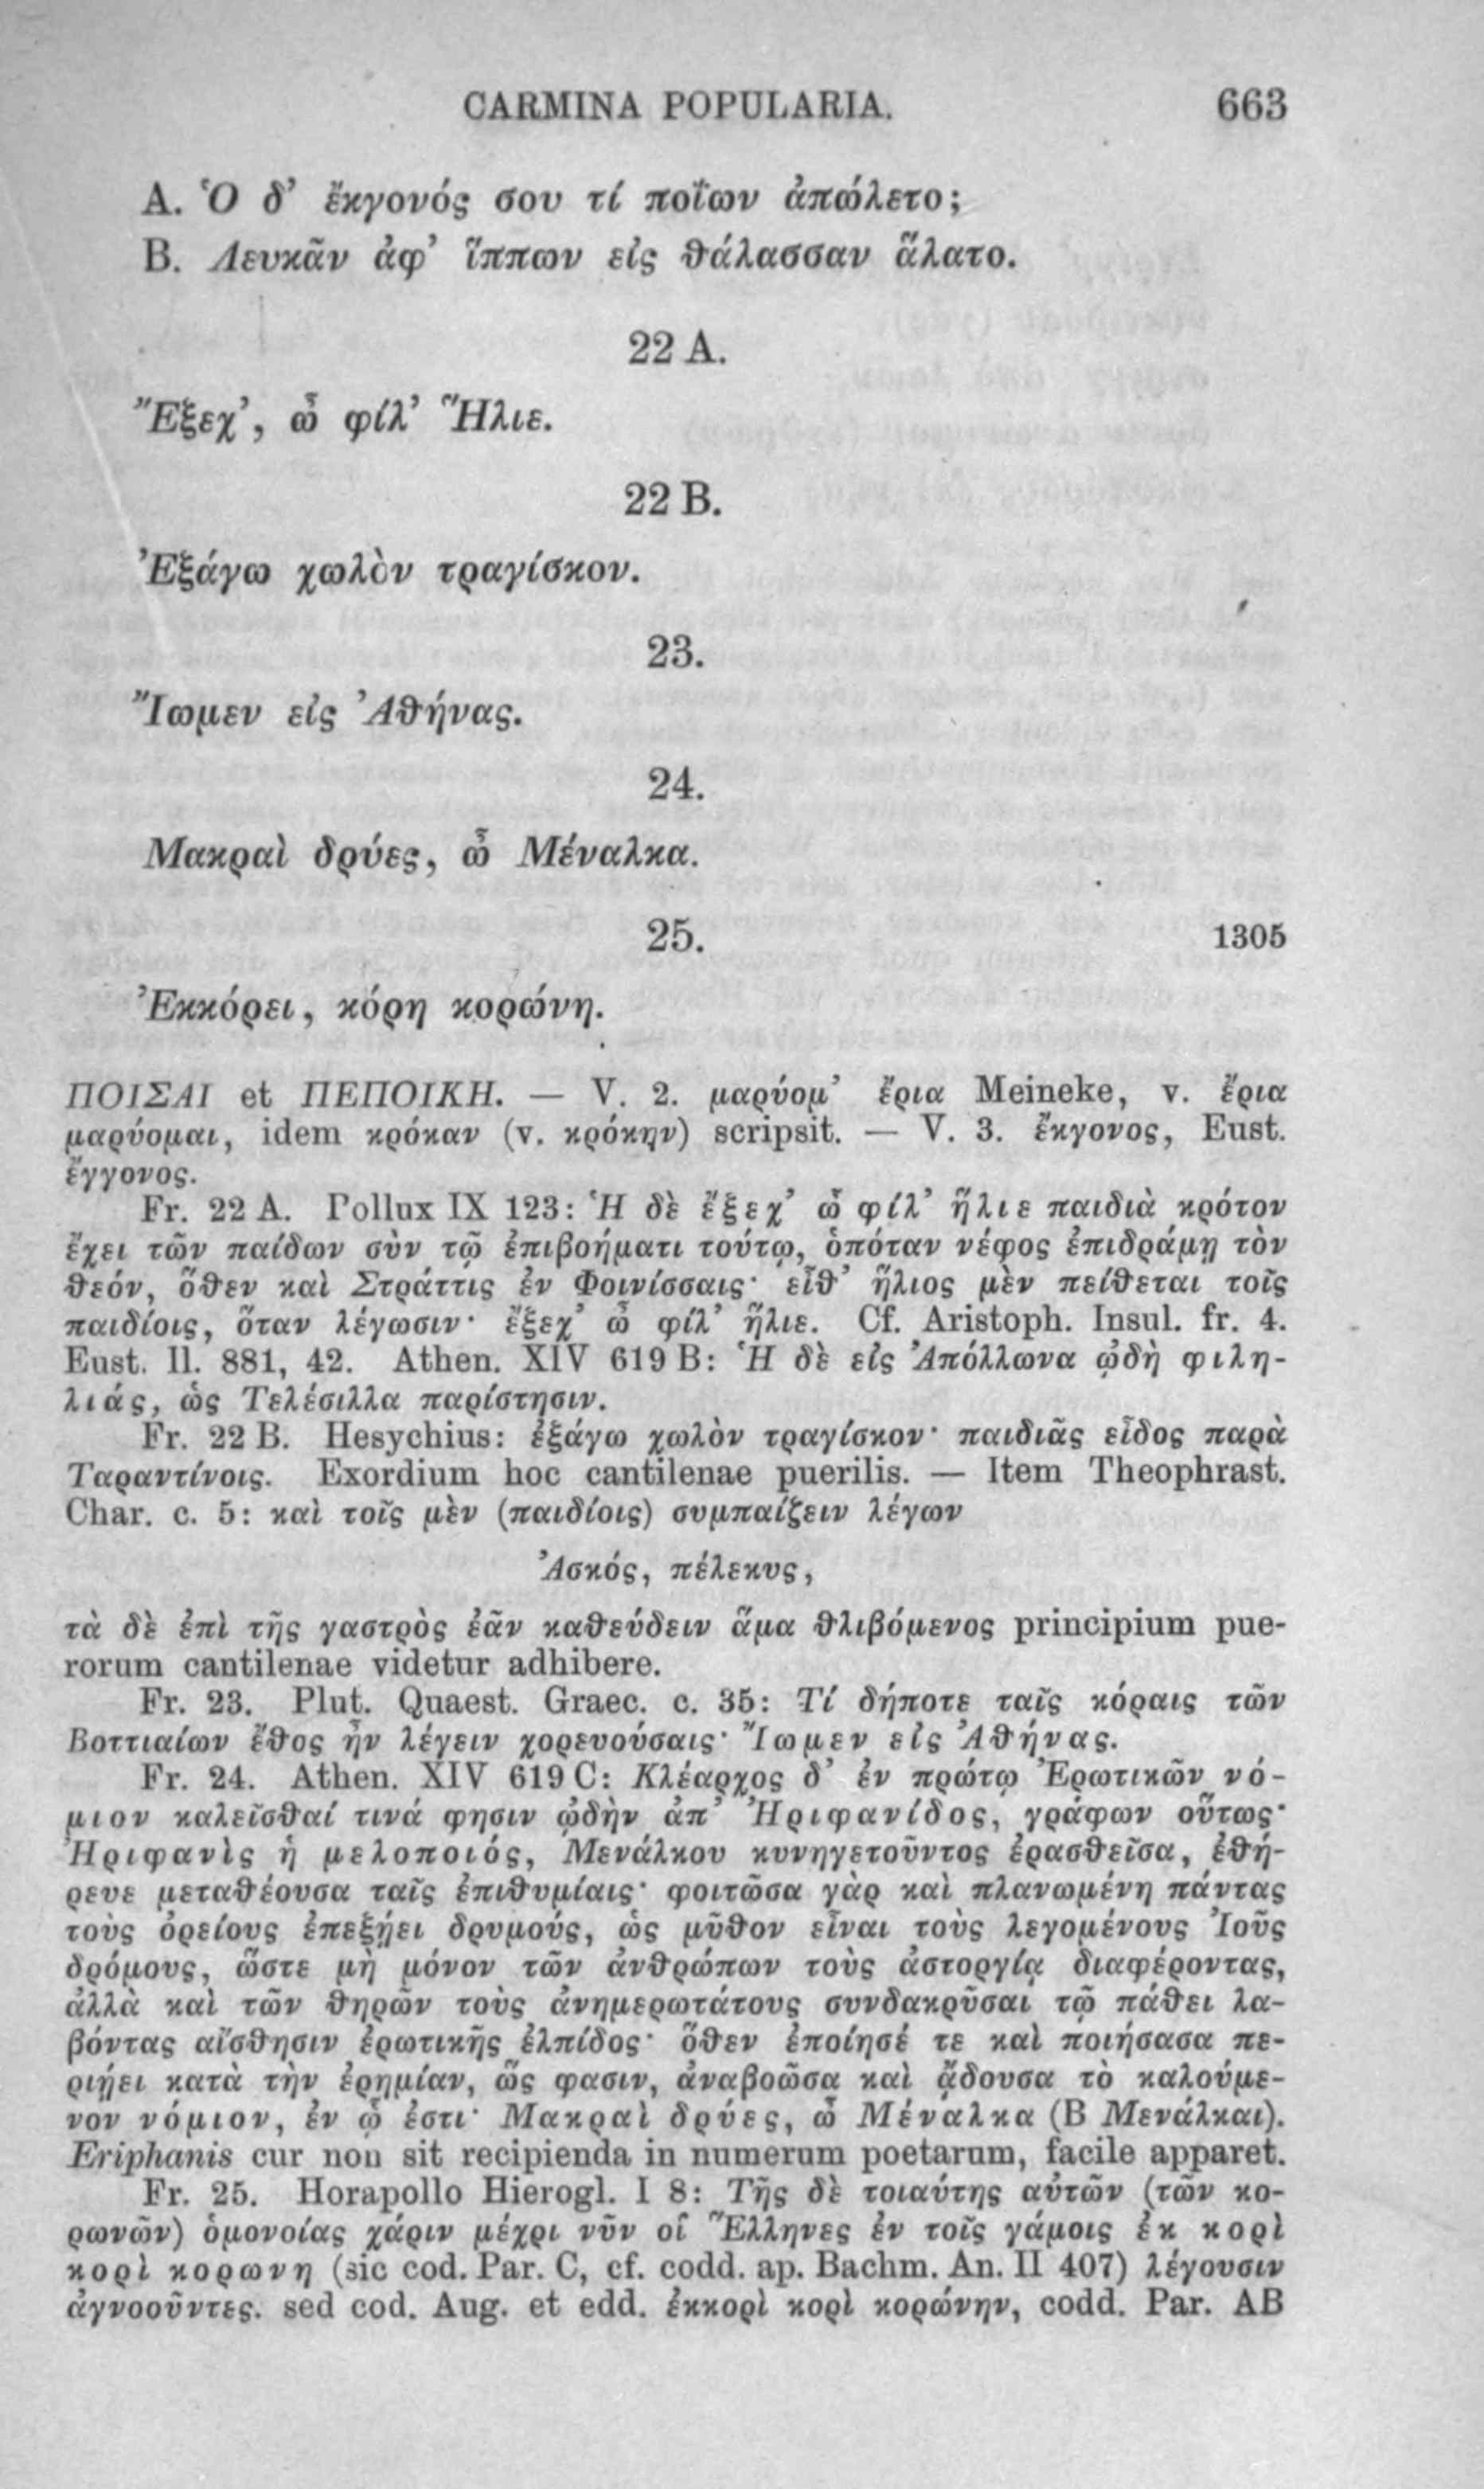 CARMINA POPULARIA. 663
Α. Ὁ δ’ ἔκγονός σου τί ποΐων ἀπώλετο;
Β. Λευκᾶν ἀφ’ ἵππων εἰς θάλασσαν ἅλατο.
22 A.
Ἔξεχ’, ὦ φίλ’ Ἥλιε.
22 B.
Ἐξάγω χωλὸν τραγίσκον.
23.
Ἴωμεν εἰς Ἀθήνας.
24.
Μακραὶ δρύες, ὦ Μέναλκα.
25. 1305
Ἐκκόρει, κόρη κορώνη.
ΠΟΙΣΑΙ et ΠΕΠΟΙΚΗ. — V. 2. μαρύομ’ ἔρια Meineke, v. ἔρια
μαρύομαι, idem κρόκαν (v. κρόκην) scripsit. — V. 3. ἔκγονος, Eust.
ἔγγονος.
Fr. 22 A. Pollux IX 123: Ἡ δὲ ἔξεχ’ ὦ φίλ’ ἥλιε παιδιὰ κρότον
ἔχει τῶν παίδων σὺν τῷ ἐπιβοήματι τούτῳ, ὁπόταν νέφος ἐπιδράμῃ τὸν
θεόν, ὅθεν καὶ Στράττις ἐν Φοινίσσαις· εἶθ’ ἥλιος μὲν πείθεται τοῖς
παιδίοις, ὅταν λέγωσιν· ἔξεχ’ ὦ φίλ’ ἥλιε. Cf. Aristoph. Insul. fr. 4.
Eust. Il. 881, 42. Athen. XIV 619 B: Ἡ δὲ εἰς Ἀπόλλωνα ᾠδὴ φιλη-
λιάς, ὡς Τελέσιλλα παρίστησιν.
Fr. 22 B. Hesychius: ἐξάγω χωλὸν τραγίσκον· παιδιᾶς εἶδος παρὰ
Ταραντίνοις. Exordium hoc cantilenae puerilis. — Item Theophrast.
Char. c. 5: καὶ τοῖς μὲν (παιδίοις) συμπαίζειν λέγων
Ἀσκός, πέλεκυς,
τὰ δὲ ἐπὶ τῆς γαστρὸς ἐᾶν καθεύδειν ἅμα θλιβόμενος principium pue-
rorum cantilenae videtur adhibere.
Fr. 23. Plut. Quaest. Graec. c. 35: Τί δήποτε ταῖς κόραις τῶν
Βοττιαίων ἔθος ἦν λέγειν χορευούσαις· Ἴωμεν εἰς Ἀθήνας.
Fr. 24. Athen. XIV 619 C: Κλέαρχος δ’ ἐν πρώτῳ Ἐρωτικῶν νό-
μιον καλεῖσθαί τινά φησιν ᾠδὴν ἀπ’ Ἠριφανίδος, γράφων οὕτως·
Ἠριφανὶς ἡ μελοποιός, Μενάλκου κυνηγετοῦντος ἐρασθεῖσα, ἐθή-
ρευε μεταθέουσα ταῖς ἐπιθυμίαις· φοιτῶσα γὰρ καὶ πλανωμένη πάντας
τοὺς ὀρείους ἐπεξῄει δρυμούς, ὡς μῦθον εἶναι τοὺς λεγομένους Ἰοῦς
δρόμους, ὥστε μὴ μόνον τῶν ἀνθρώπων τοὺς ἀστοργίᾳ διαφέροντας,
ἀλλὰ καὶ τῶν θηρῶν τοὺς ἀνημερωτάτους συνδακρῦσαι τῷ πάθει λα-
βόντας αἴσθησιν ἐρωτικῆς ἐλπίδος· ὅθεν ἐποίησέ τε καὶ ποιήσασα πε-
ριῄει κατὰ τὴν ἐρημίαν, ὥς φασιν, ἀναβοῶσα καὶ ᾄδουσα τὸ καλούμε-
νον νόμιον, ἐν ᾧ ἐστι· Μακραὶ δρύες, ὦ Μέναλκα (B Μενάλκαι).
Eriphanis cur non sit recipienda in numerum poetarum, facile apparet.
Fr. 25. Horapollo Hierogl. I 8: Τῆς δὲ τοιαύτης αὐτῶν (τῶν κο-
ρωνῶν) ὁμονοίας χάριν μέχρι νῦν οἱ Ἕλληνες ἐν τοῖς γάμοις ἐκ κορὶ
κορὶ κορωνη (sic cod. Par. C, cf. codd. ap. Bachm. An. II 407) λέγουσιν
ἀγνοοῦντες. sed cod. Aug. et edd. ἐκκορὶ κορὶ κορώνην, codd. Par. AB